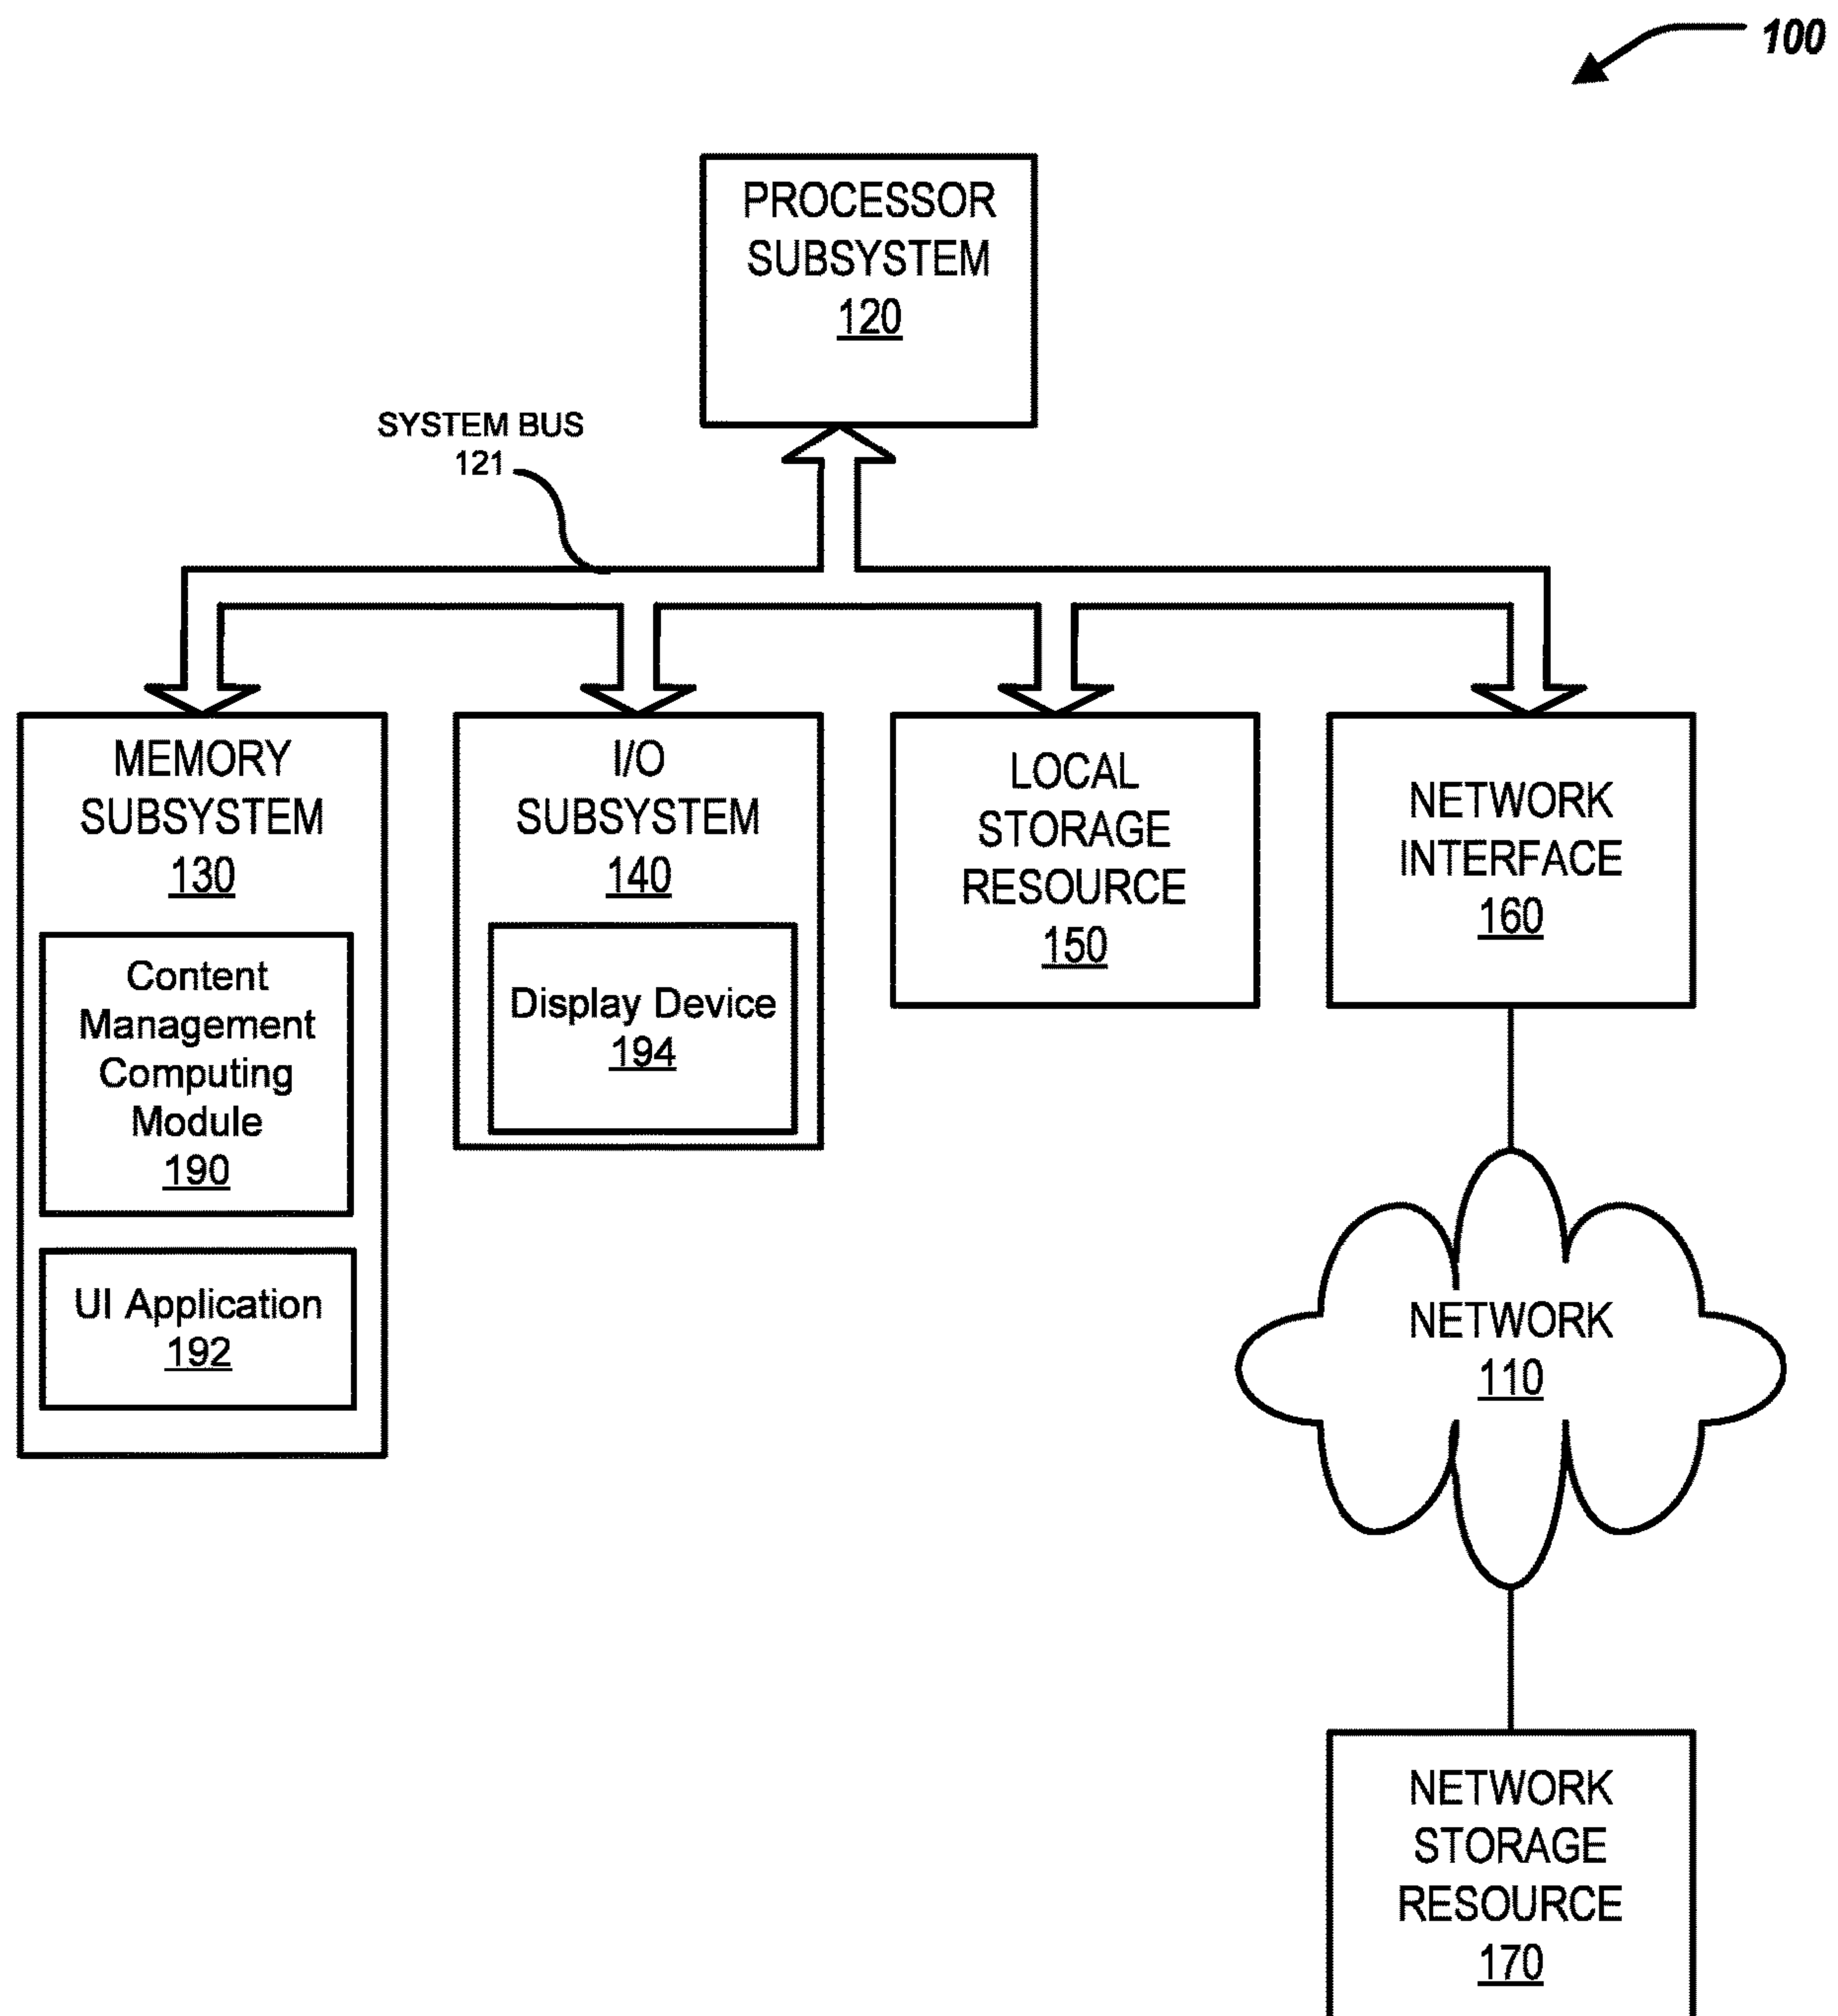 100
PROCESSOR
SUBSYSTEM
120
SYSTEM BUS
121
MEMORY
SUBSYSTEM
130
Content
Management
Computing
Module
190
UI Application
192
I/O
SUBSYSTEM
140
Display Device
194
LOCAL
STORAGE
RESOURCE
150
NETWORK
INTERFACE
160
NETWORK
110
NETWORK
STORAGE
RESOURCE
170